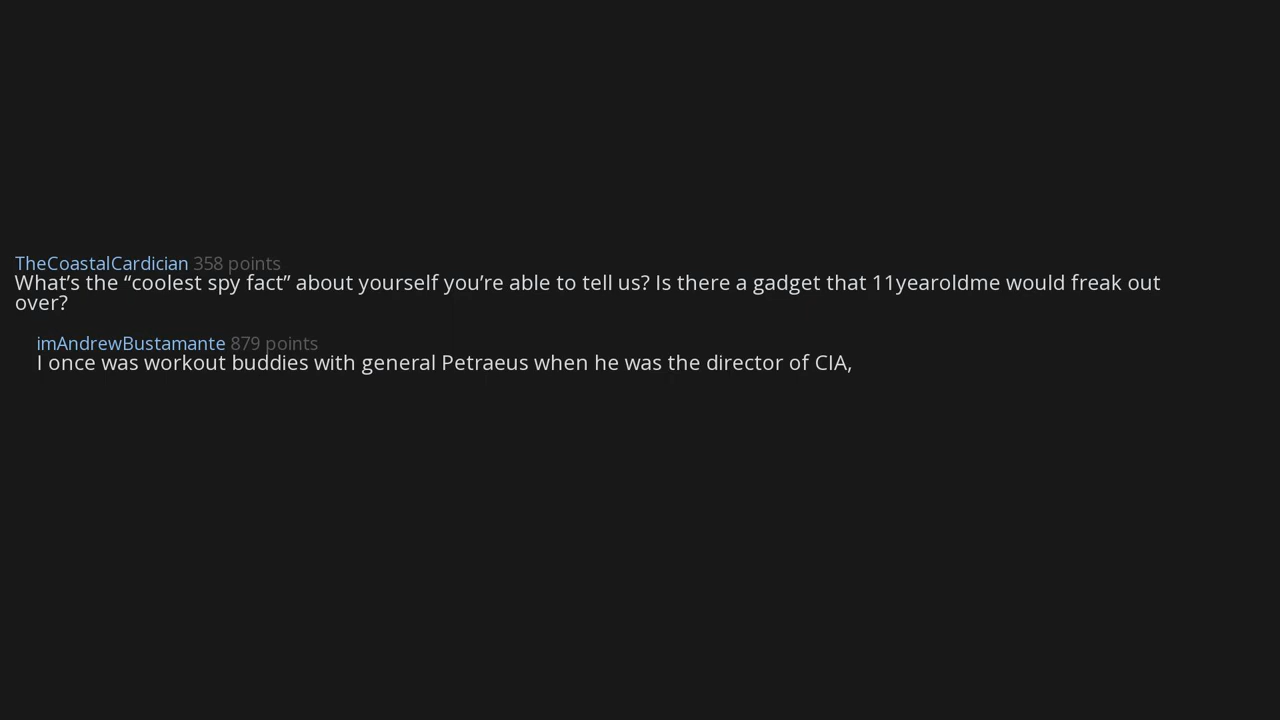 TheCoastalCardician 358 points
What’s the “coolest spy fact” about yourself you’re able to tell us? Is there a gadget that 11yearoldme would freak out
over?
imAndrewBustamante 879 points
I once was workout buddies with general Petraeus when he was the director of CIA,